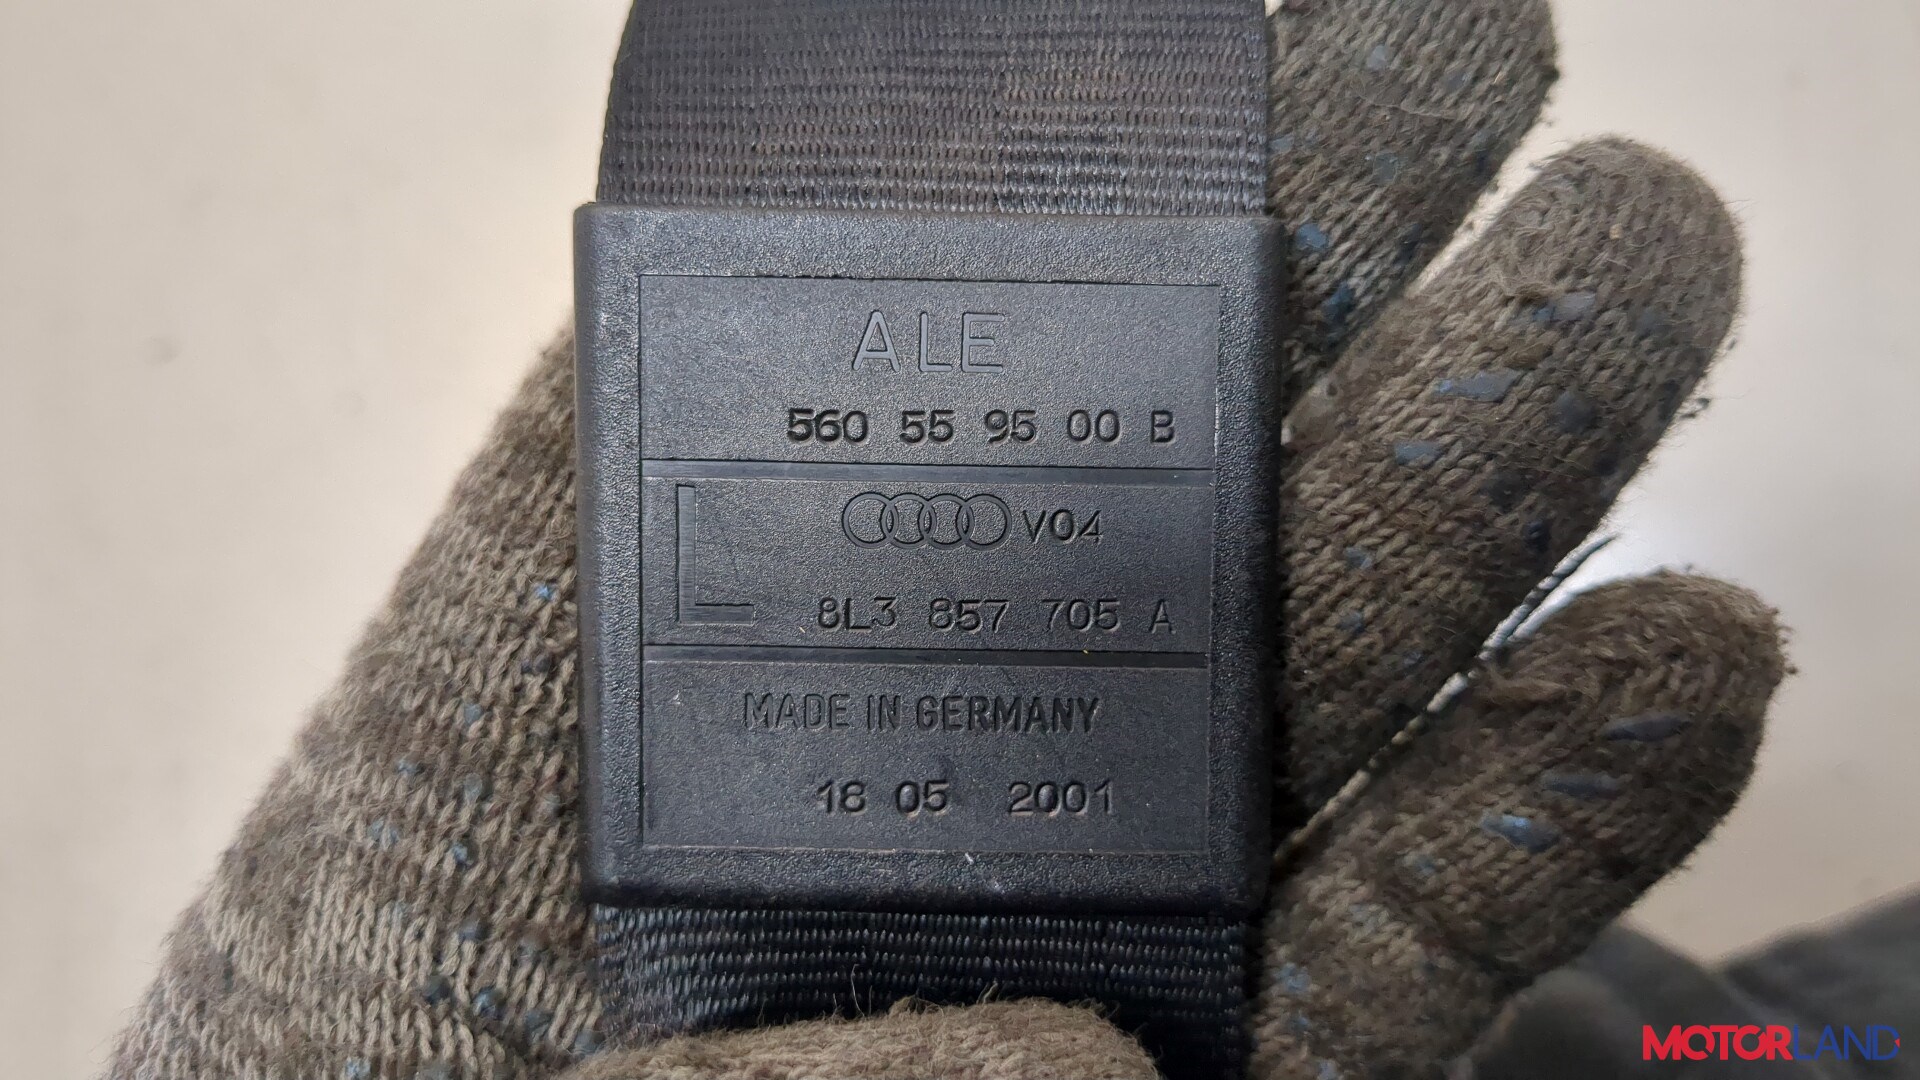 ALE
560 55 95 00 B
L
V04
8L3 857 705 A
MADE IN GERMANY
18 05 2001
MOTORLAND